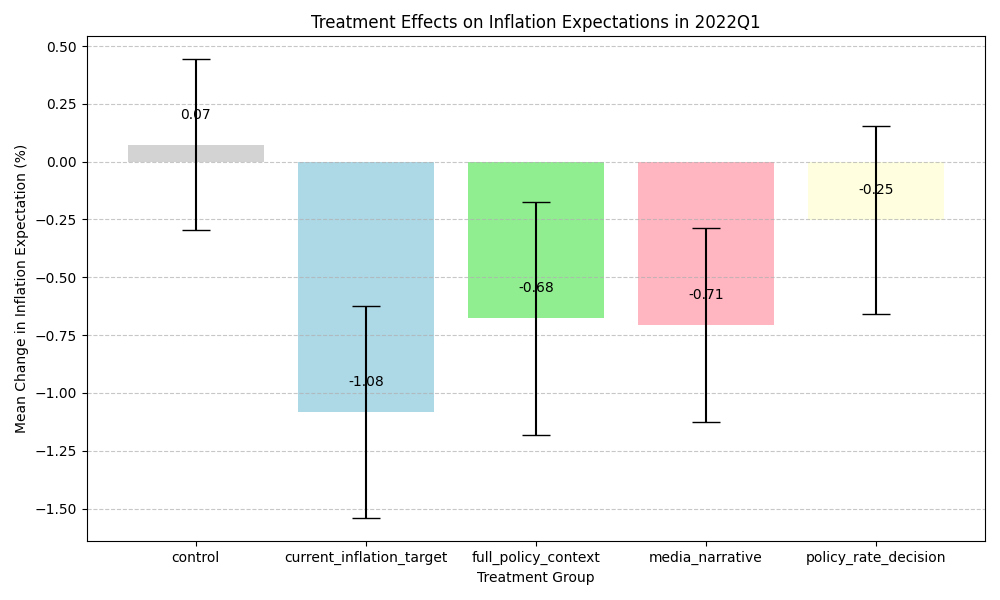 Treatment Effects on Inflation Expectations in 2022Q1
Mean Change in Inflation Expectation (%)
0.50
0.25
0.00
−0.25
−0.50
−0.75
−1.00
−1.25
−1.50
0.07
-1.08
-0.68
-0.71
-0.25
control
current_inflation_target
full_policy_context
media_narrative
policy_rate_decision
Treatment Group